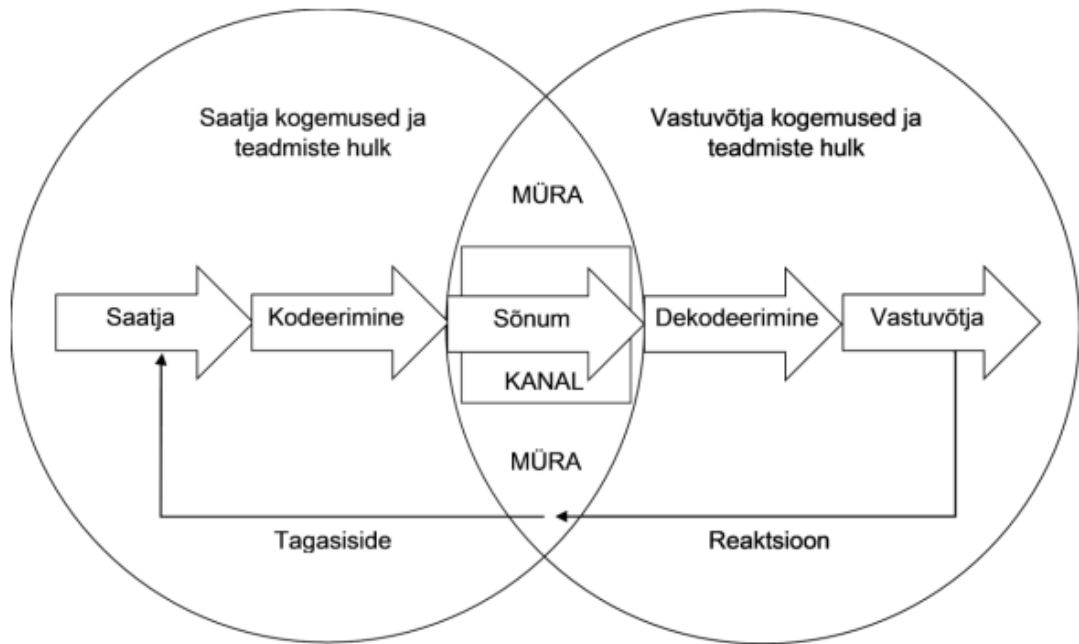 Saatja kogemused ja
teadmiste hulk
Vastuvõtja kogemused ja
teadmiste hulk
MÜRA
Saatja
Kodeerimine
Sõnum
Dekodeerimine
Vastuvõtja
KANAL
MÜRA
Tagasiside
Reaktsioon